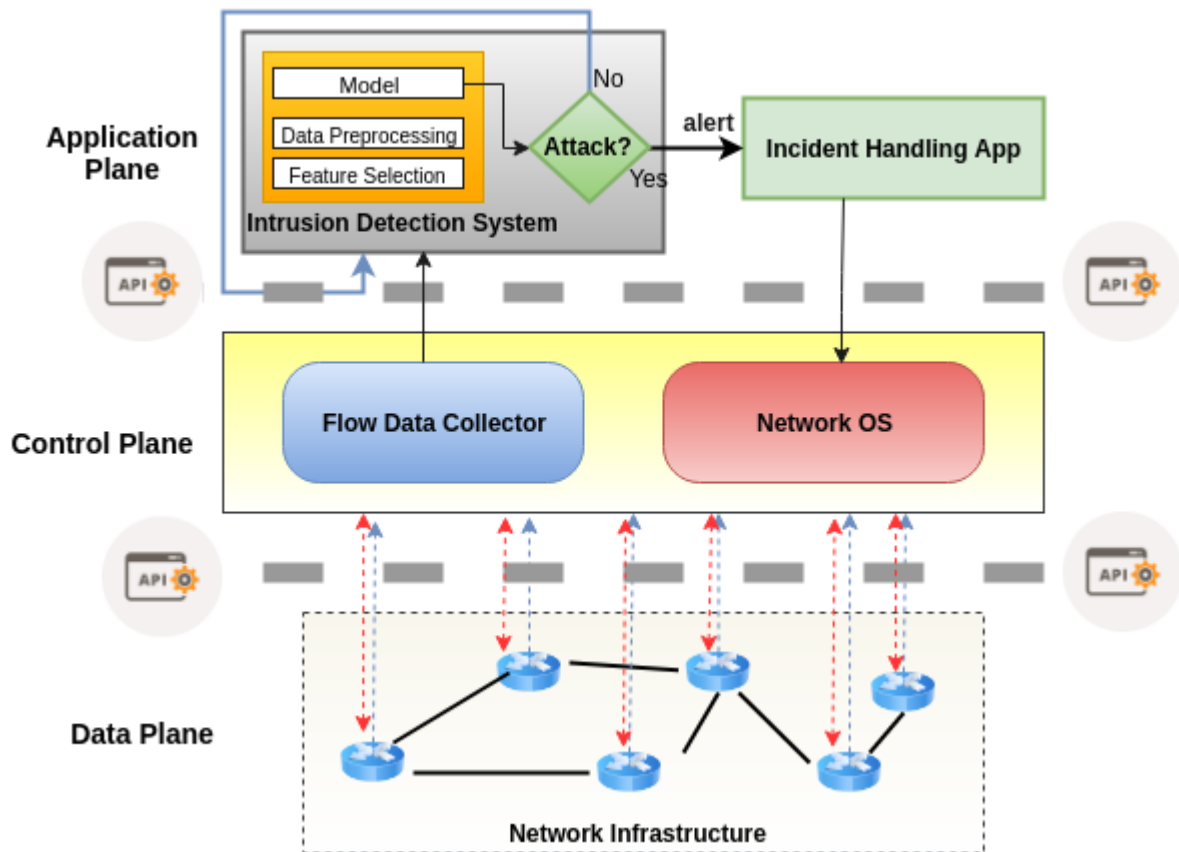 No
Model
Application
Plane
alert
Data Preprocessing
Attack?
Incident Handling App
Feature Selection
Yes
Intrusion Detection System
API
API
Flow Data Collector
Network OS
Control Plane
API
API
Data Plane
Network Infrastructure